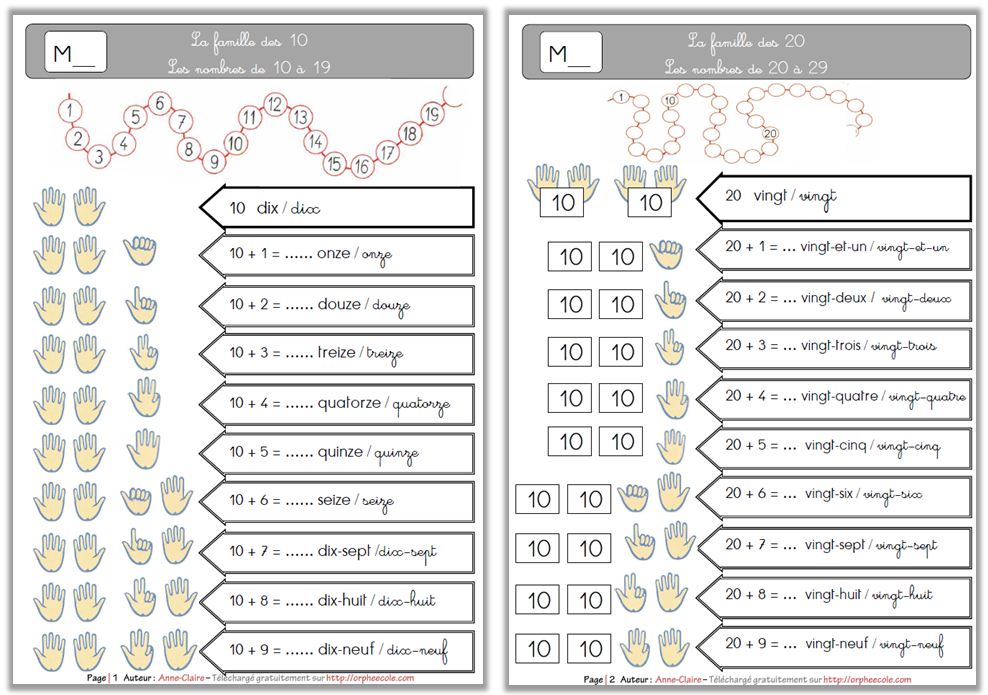 M__
La famille des 10
Les nombres de 10 à 19
1 2 3 4 5 6 7 8 9 10 11 12 13 14 15 16 17 18 19
10 dix / dix
10 + 1 = ...... onze / onze
10 + 2 = ...... douze / douze
10 + 3 = ...... treize / treize
10 + 4 = ...... quatorze / quatorze
10 + 5 = ...... quinze / quinze
10 + 6 = ...... seize / seize
10 + 7 = ...... dix-sept /dix-sept
10 + 8 = ...... dix-huit / dix-huit
10 + 9 = ...... dix-neuf / dix-neuf
Page| 1 Auteur : Anne-Claire – Téléchargé gratuitement sur http://orpheecole.com
M__
La famille des 20
Les nombres de 20 à 29
1 10 20
10 10 20 vingt / vingt
10 10 20 + 1 = ... vingt-et-un / vingt-et-un
10 10 20 + 2 = ... vingt-deux / vingt-deux
10 10 20 + 3 = ... vingt-trois / vingt-trois
10 10 20 + 4 = ... vingt-quatre / vingt-quatre
10 10 20 + 5 = ... vingt-cinq / vingt-cinq
10 10 20 + 6 = ... vingt-six / vingt-six
10 10 20 + 7 = ... vingt-sept / vingt-sept
10 10 20 + 8 = ... vingt-huit / vingt-huit
10 10 20 + 9 = ... vingt-neuf / vingt-neuf
Page| 2 Auteur : Anne-Claire – Téléchargé gratuitement sur http://orpheecole.com